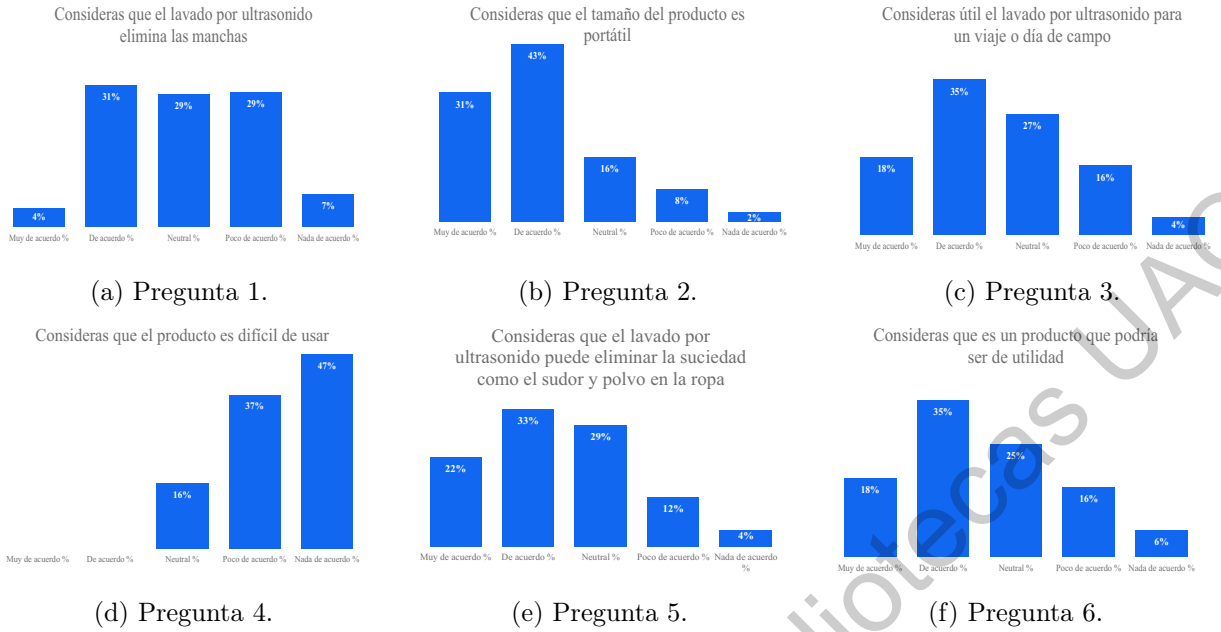 Consideras que el lavado por ultrasonido
elimina las manchas
4%
31%
29%
29%
7%
Muy de acuerdo %
De acuerdo %
Neutral %
Poco de acuerdo %
Nada de acuerdo %
(a) Pregunta 1.
Consideras que el tamaño del producto es
portátil
31%
43%
16%
8%
2%
Muy de acuerdo %
De acuerdo %
Neutral %
Poco de acuerdo %
Nada de acuerdo %
(b) Pregunta 2.
Consideras útil el lavado por ultrasonido para
un viaje o día de campo
18%
35%
27%
16%
4%
Muy de acuerdo %
De acuerdo %
Neutral %
Poco de acuerdo %
Nada de acuerdo %
(c) Pregunta 3.
Consideras que el producto es difícil de usar
16%
37%
47%
Muy de acuerdo %
De acuerdo %
Neutral %
Poco de acuerdo %
Nada de acuerdo %
(d) Pregunta 4.
Consideras que el lavado por
ultrasonido puede eliminar la suciedad
como el sudor y polvo en la ropa
22%
33%
29%
12%
4%
Muy de acuerdo %
De acuerdo %
Neutral %
Poco de acuerdo %
Nada de acuerdo
%
(e) Pregunta 5.
Consideras que es un producto que podría
ser de utilidad
18%
35%
25%
16%
6%
Muy de acuerdo %
De acuerdo %
Neutral %
Poco de acuerdo %
Nada de acuerdo %
(f) Pregunta 6.